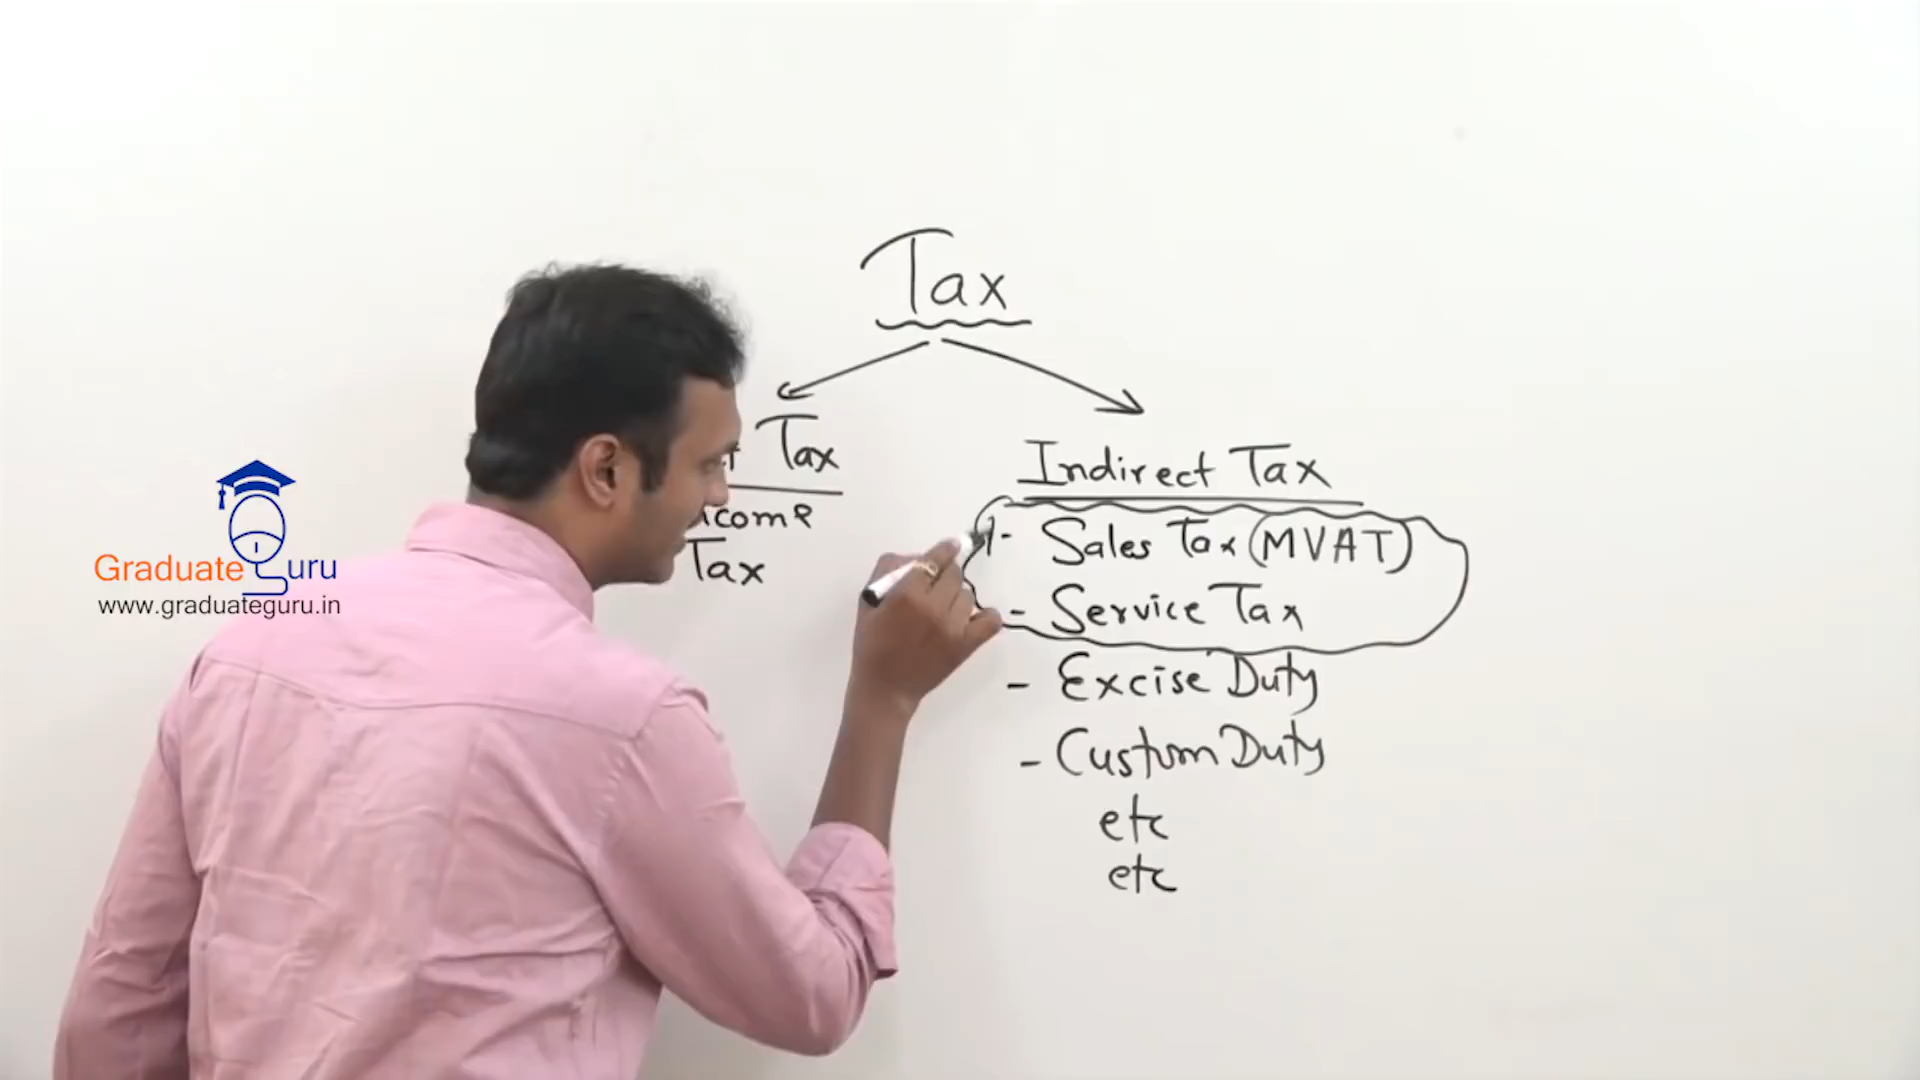 Tax
Tax
Indirect Tax
Tax
- Sales Tax (MVAT)
- Service Tax
- Excise Duty
- Custom Duty
etc
etc
Graduate Guru
www.graduateguru.in